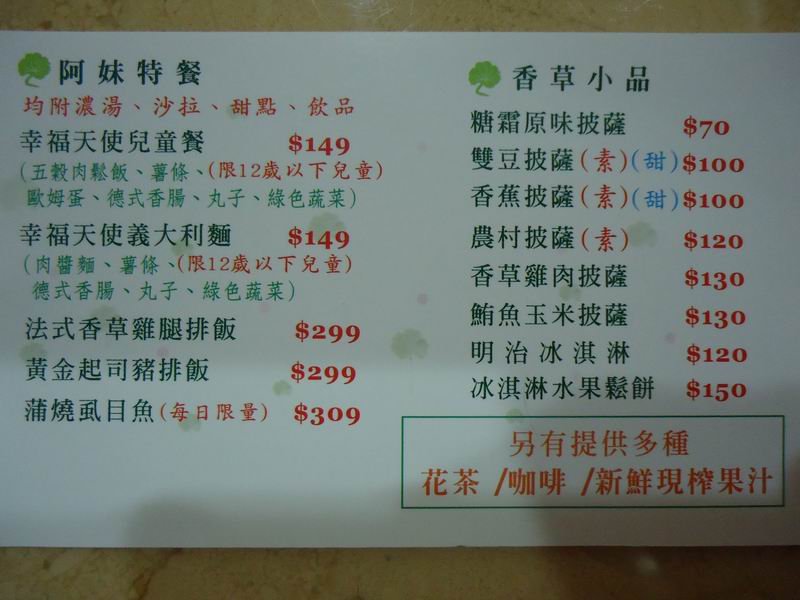 阿妹特餐
均附濃湯、沙拉、甜點、飲品
幸福天使兒童餐 $149
(五穀肉鬆飯、薯條、(限12歲以下兒童)
歐姆蛋、德式香腸、丸子、綠色蔬菜)
幸福天使義大利麵 $149
(肉醬麵、薯條、(限12歲以下兒童)
德式香腸、丸子、綠色蔬菜)
法式香草雞腿排飯 $299
黃金起司豬排飯 $299
蒲燒虱目魚(每日限量) $309
香草小品
糖霜原味披薩 $70
雙豆披薩(素)(甜) $100
香蕉披薩(素)(甜) $100
農村披薩(素) $120
香草雞肉披薩 $130
鮪魚玉米披薩 $130
明治冰淇淋 $120
冰淇淋水果鬆餅 $150
另有提供多種
花茶 /咖啡 /新鮮現榨果汁